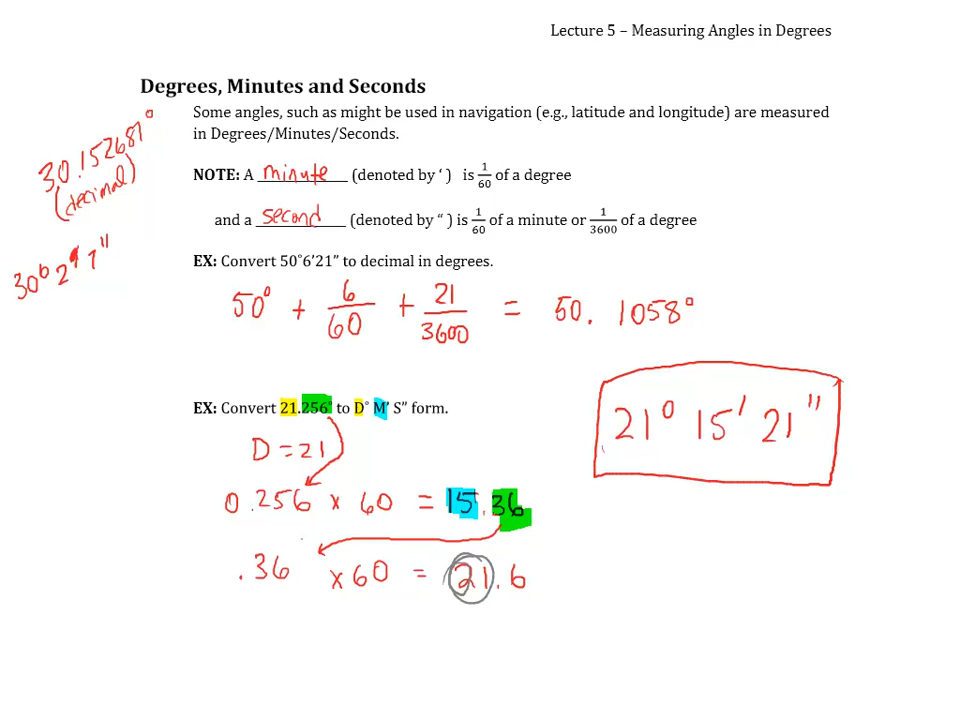 Lecture 5 – Measuring Angles in Degrees
Degrees, Minutes and Seconds
Some angles, such as might be used in navigation (e.g., latitude and longitude) are measured
in Degrees/Minutes/Seconds.
30.152687°
(decimal)
NOTE: A minute (denoted by ‘ ) is 1/60 of a degree
and a second (denoted by “ ) is 1/60 of a minute or 1/3600 of a degree
30° 2' 7"
EX: Convert 50˚6’21” to decimal in degrees.
50° + 6/60 + 21/3600 = 50.1058°
EX: Convert 21.256˚ to D˚ M’ S” form.
21° 15' 21"
D = 21
0.256 x 60 = 15.36
.36 x 60 = 21.6